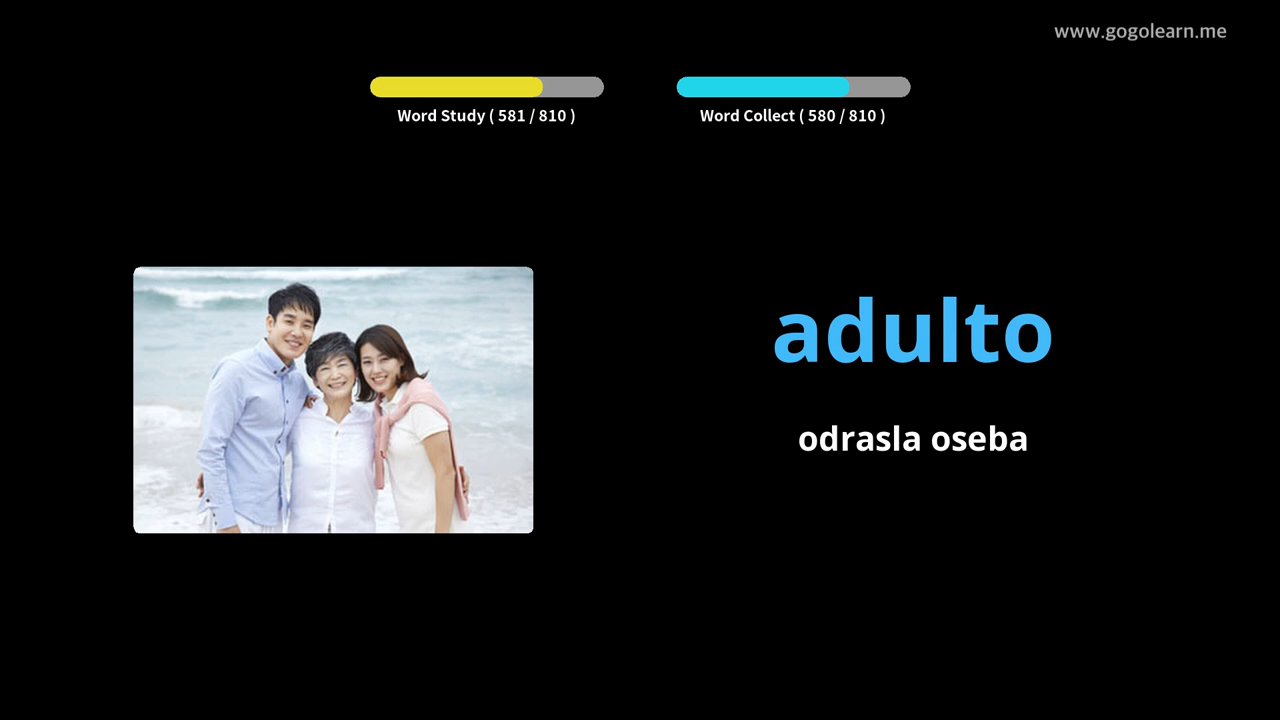 www.gogolearn.me
Word Study ( 581 / 810 )
Word Collect ( 580 / 810 )
adulto
odrasla oseba